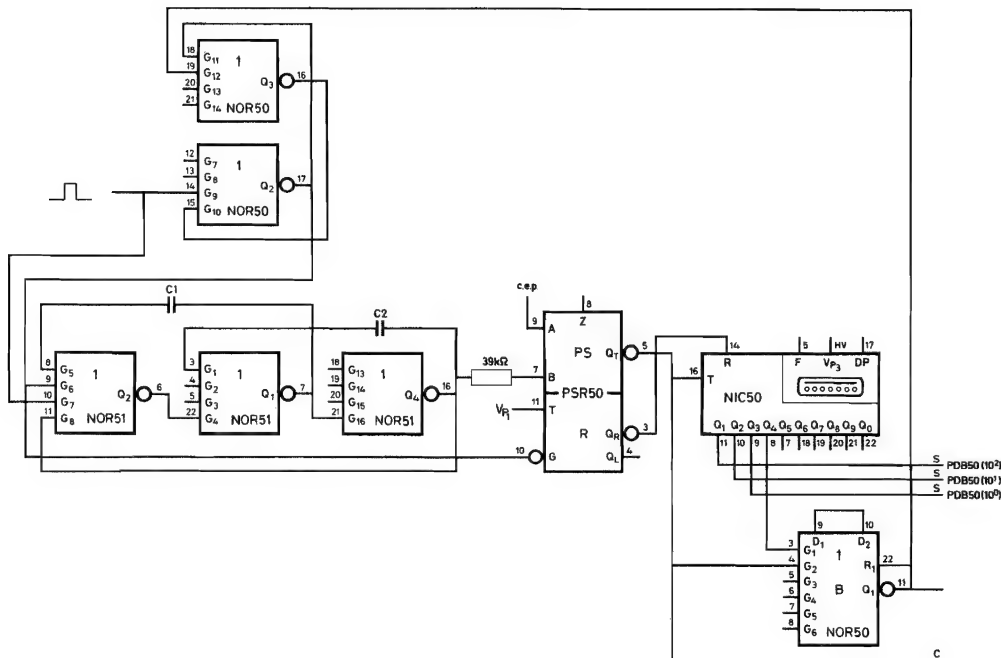 18 G11
19 G12 1
20 G13 Q3 16
21 G14 NOR50
12 G7
13 G8 1
14 G9 Q2 17
15 G10 NOR50
C1
C2
c.e.p.
8
Z
9 A
PS QT 5
39kΩ
7 B
PSR50
VP1 11 T
R QR 3
10 G QL 4
8 G5
9 G6 1
10 G7 Q2 6
11 G8 NOR51
3 G1
4 G2 1
5 G3 Q1 7
22 G4 NOR51
18 G13
19 G14 1
20 G15 Q4 16
21 G16 NOR51
14 5 HV 17
R F VP3 DP
16 T
NIC50
Q1 Q2 Q3 Q4 Q5 Q6 Q7 Q8 Q9 Q0
11 10 9 8 7 18 19 20 21 22
S PDB50 (10²)
S PDB50 (10¹)
S PDB50 (10⁰)
9 10
D1 D2
3 G1 1
4 G2 R1 22
5 G3
6 G4 B Q1 11
7 G5
8 G6 NOR50
C